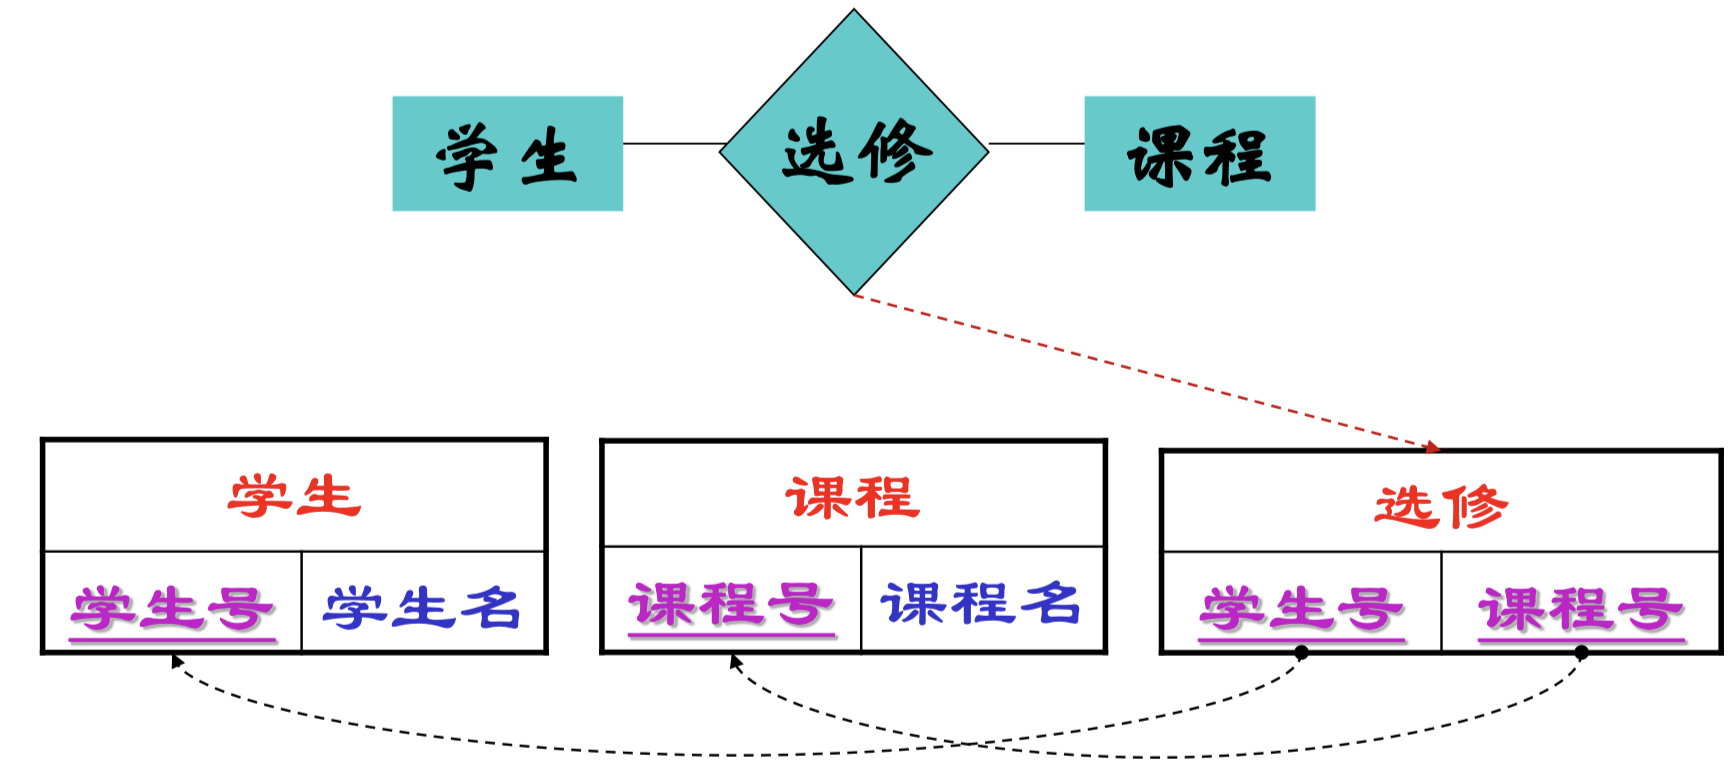 学生 选修 课程
学生 课程 选修
学生号 学生名 课程号 课程名 学生号 课程号